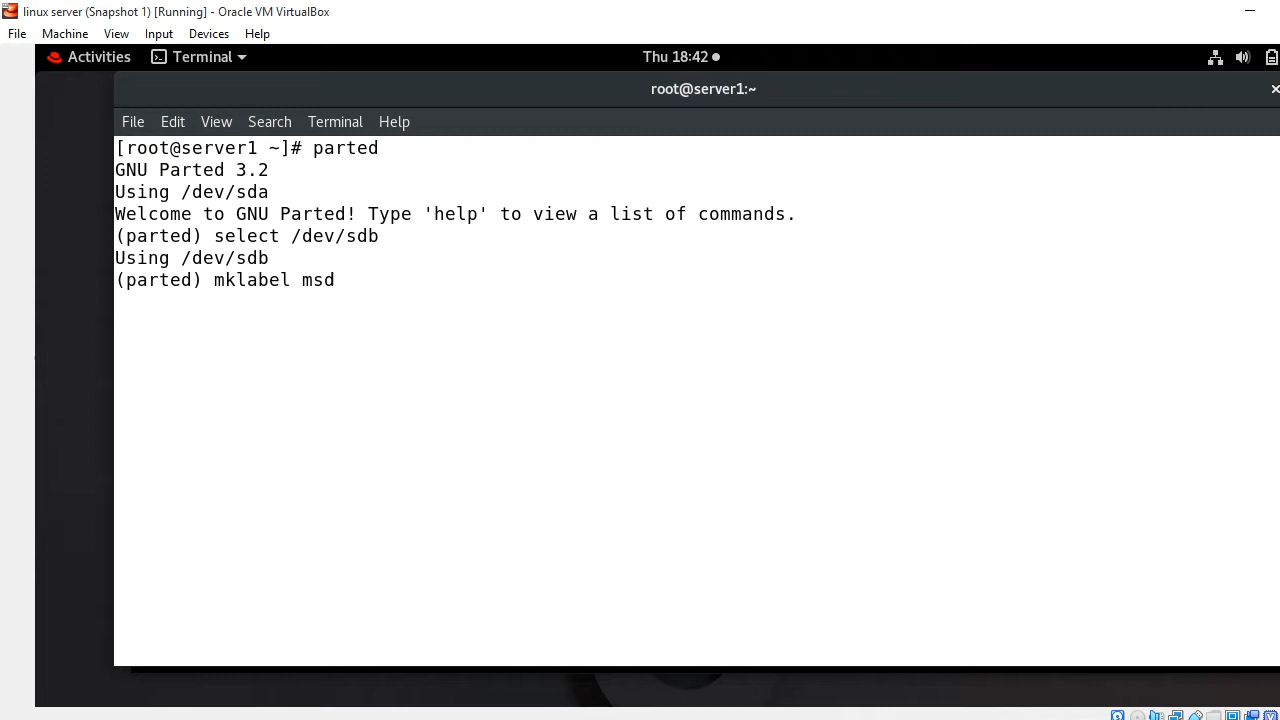 linux server (Snapshot 1) [Running] - Oracle VM VirtualBox
File Machine View Input Devices Help
Activities Terminal Thu 18:42
root@server1:~
File Edit View Search Terminal Help
[root@server1 ~]# parted
GNU Parted 3.2
Using /dev/sda
Welcome to GNU Parted! Type 'help' to view a list of commands.
(parted) select /dev/sdb
Using /dev/sdb
(parted) mklabel msd